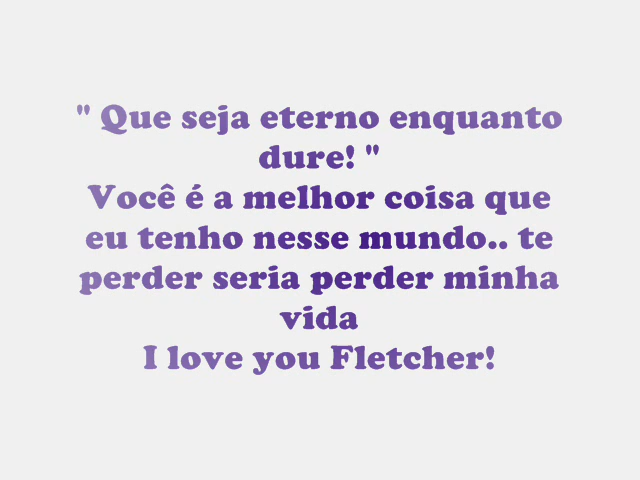 " Que seja eterno enquanto
dure! "
Você é a melhor coisa que
eu tenho nesse mundo.. te
perder seria perder minha
vida
I love you Fletcher!